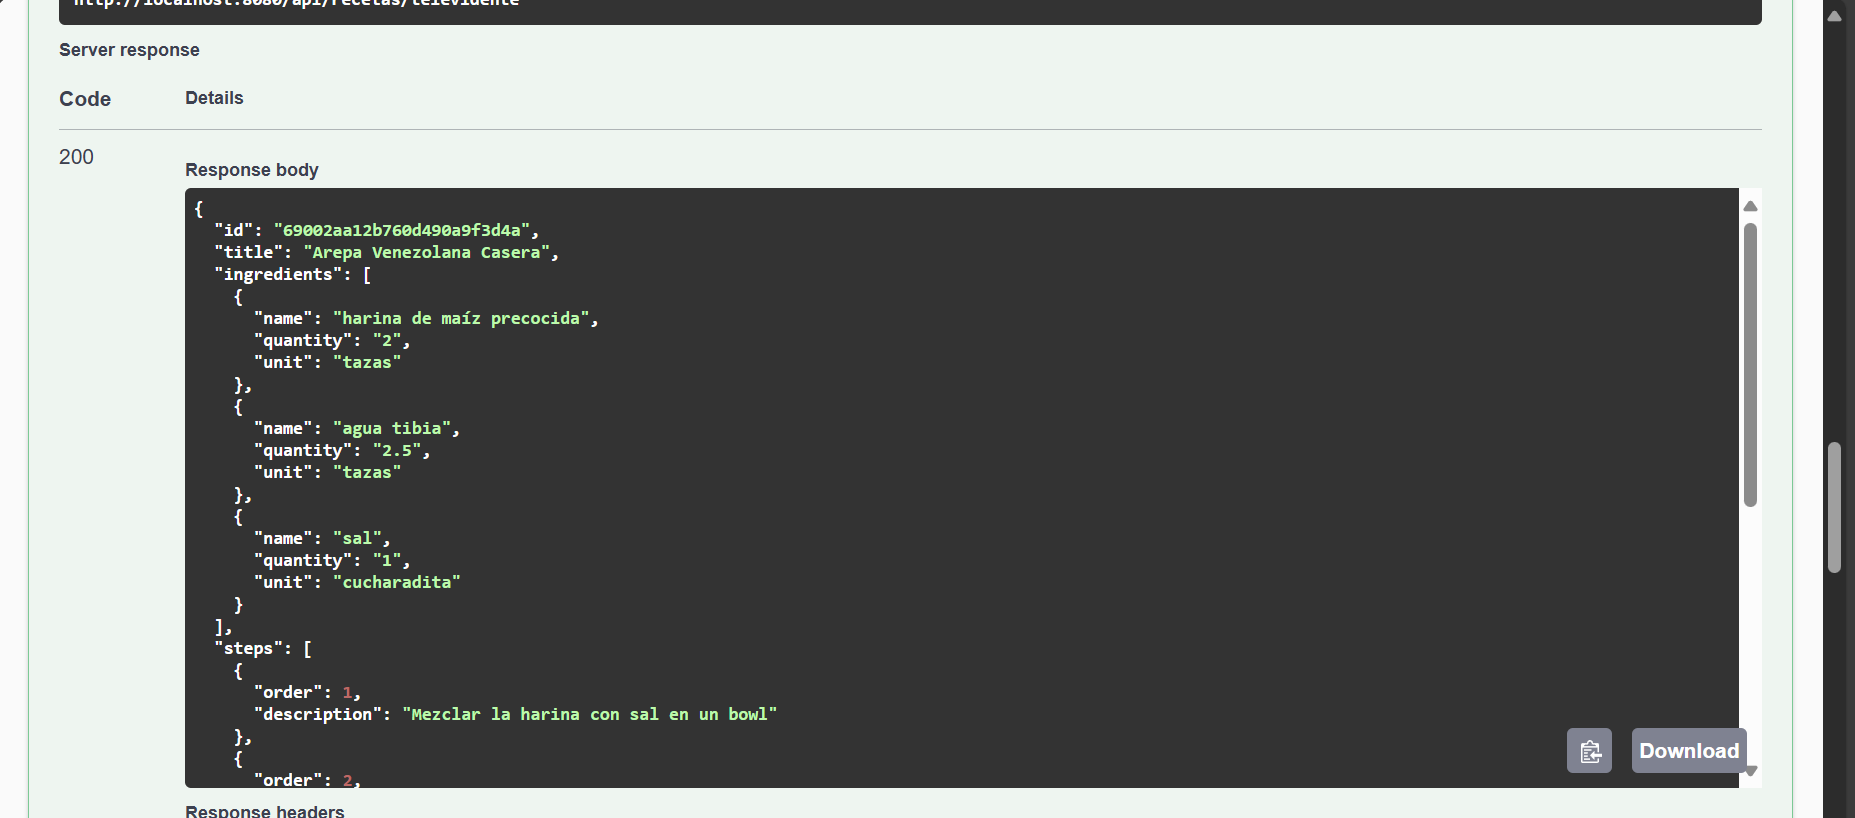 http://localhost:8080/api/recetas/televidente
Server response
Code Details
200
Response body
{
  "id": "69002aa12b760d490a9f3d4a",
  "title": "Arepa Venezolana Casera",
  "ingredients": [
    {
      "name": "harina de maíz precocida",
      "quantity": "2",
      "unit": "tazas"
    },
    {
      "name": "agua tibia",
      "quantity": "2.5",
      "unit": "tazas"
    },
    {
      "name": "sal",
      "quantity": "1",
      "unit": "cucharadita"
    }
  ],
  "steps": [
    {
      "order": 1,
      "description": "Mezclar la harina con sal en un bowl"
    },
    {
      "order": 2,
Download
Response headers